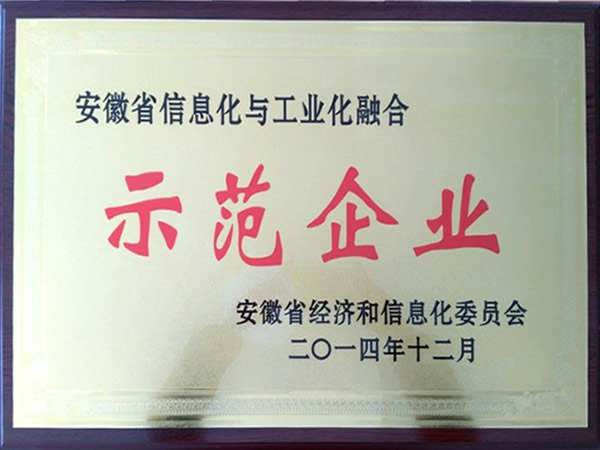 安徽省信息化与工业化融合
示范企业
安徽省经济和信息化委员会
二〇一四年十二月